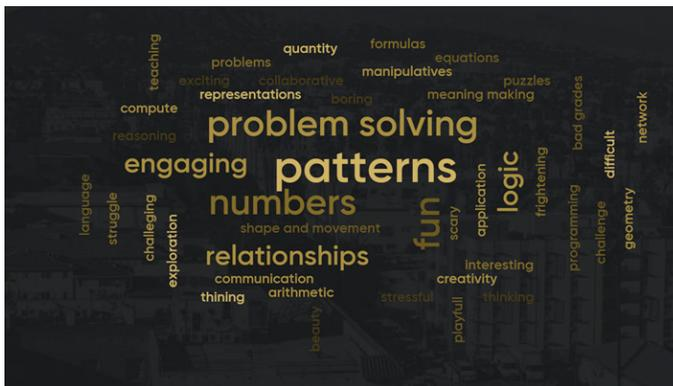 quantity
formulas
teaching
problems
equations
exciting
collaborative
manipulatives
puzzles
representations
boring
meaning making
compute
bad grades
network
problem solving
reasoning
difficult
engaging
patterns
logic
frightening
language
struggle
challeging
exploration
numbers
fun
scary
application
programming
challenge
geometry
shape and movement
relationships
interesting
communication
creativity
thining
arithmetic
stressful
thinking
beauty
playfull